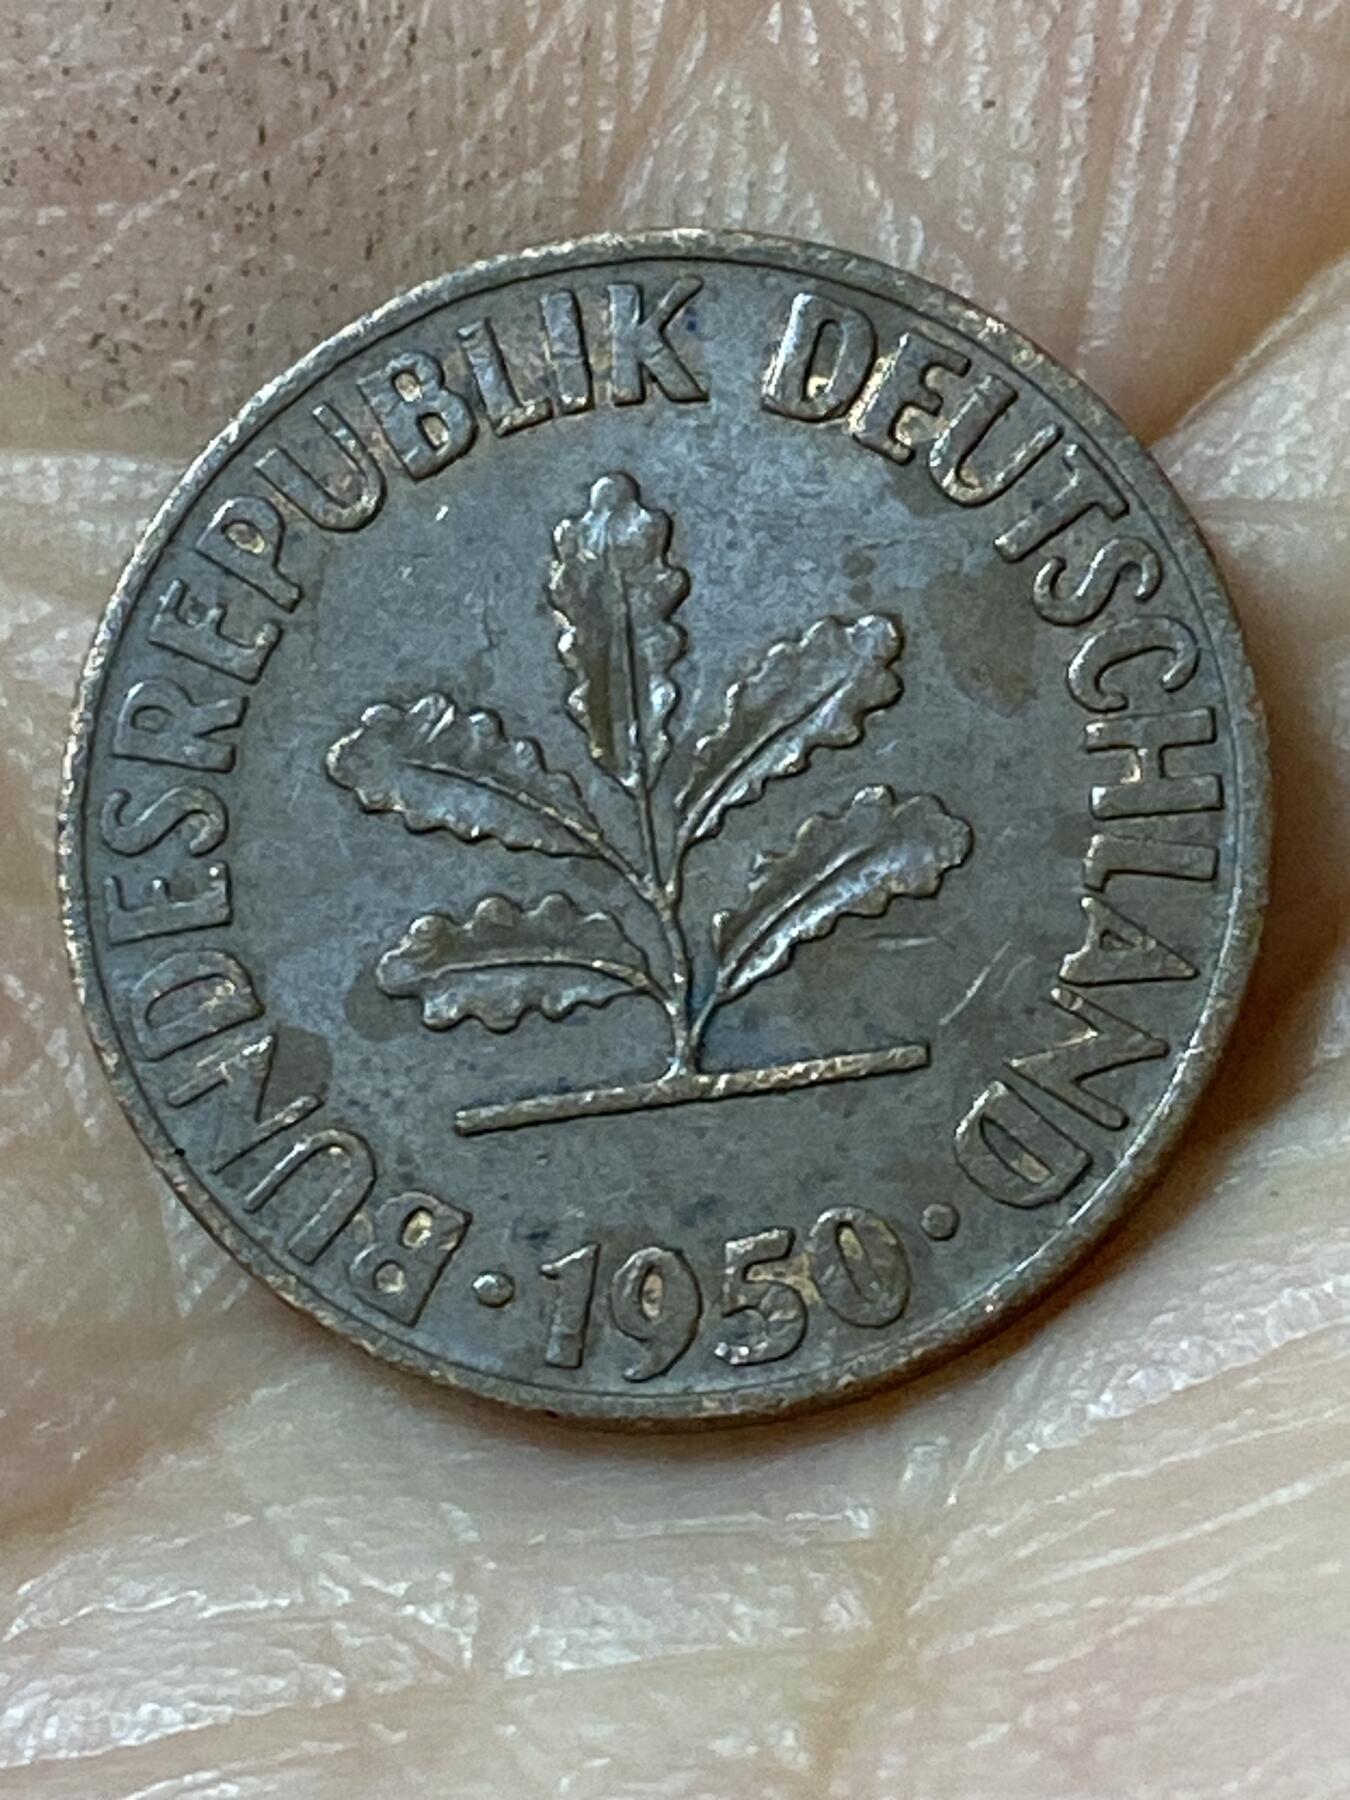 BUNDESREPUBLIK DEUTSCHLAND
· 1950 ·